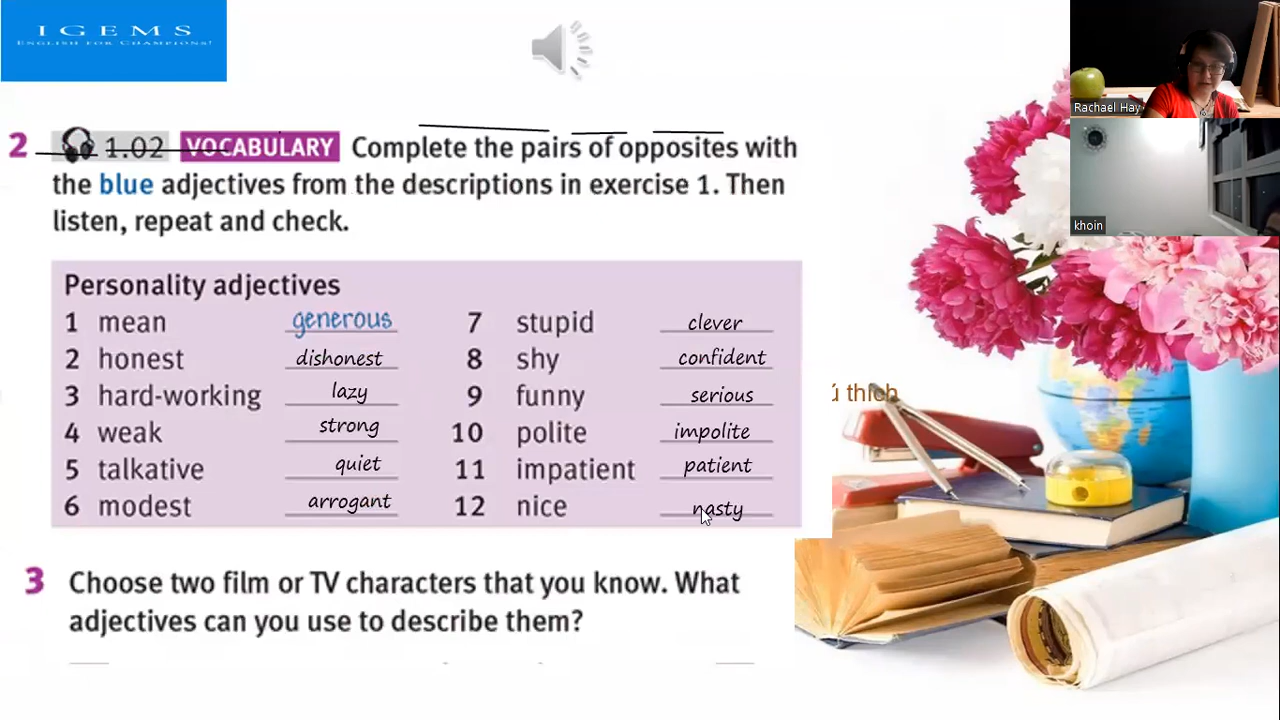 IGEMS
ENGLISH FOR CHAMPIONS!
Rachael Hay
khoin
2 1.02 VOCABULARY Complete the pairs of opposites with
the blue adjectives from the descriptions in exercise 1. Then
listen, repeat and check.
Personality adjectives
1 mean generous
2 honest dishonest
3 hard-working lazy
4 weak strong
5 talkative quiet
6 modest arrogant
7 stupid clever
8 shy confident
9 funny serious
10 polite impolite
11 impatient patient
12 nice nasty
thích
3 Choose two film or TV characters that you know. What
adjectives can you use to describe them?